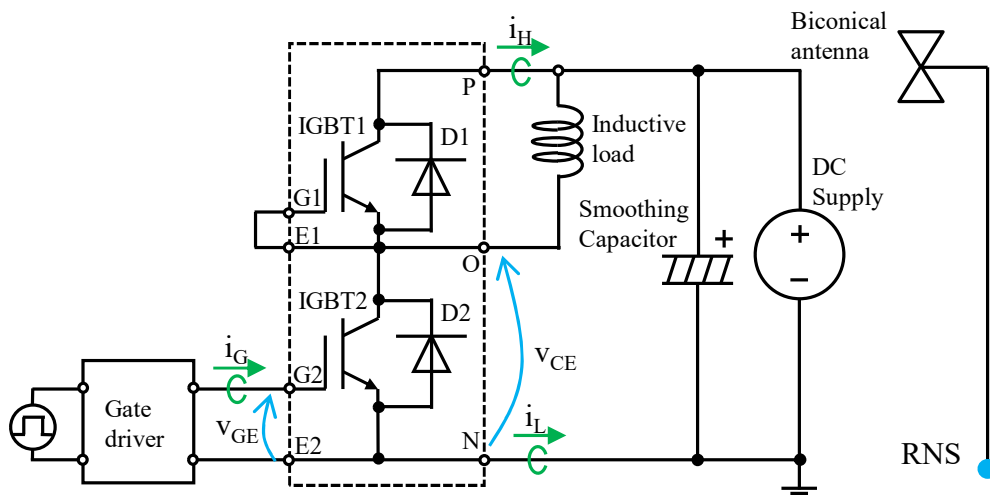 Biconical
antenna
iH
P
IGBT1
D1
Inductive
load
DC
Supply
G1
E1
O
Smoothing
Capacitor
+
+
−
IGBT2
D2
iG
G2
vCE
Gate
driver
vGE
E2
N
iL
RNS